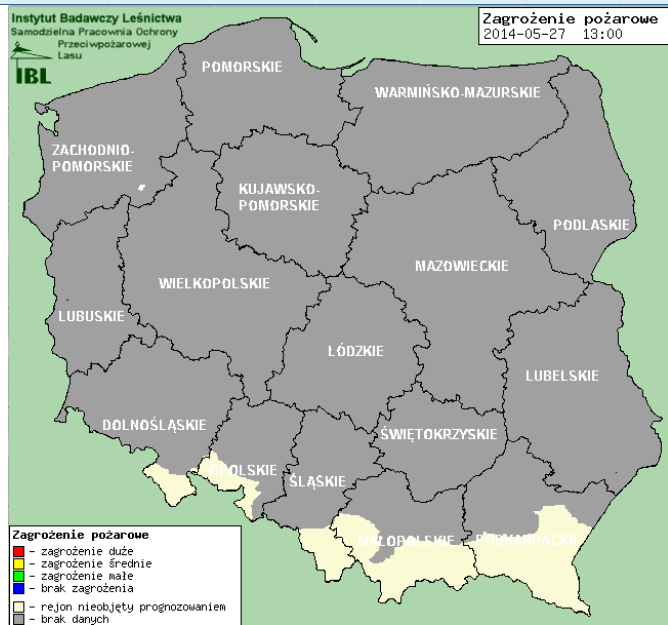 Instytut Badawczy Leśnictwa
Samodzielna Pracownia Ochrony
Przeciwpożarowej
Lasu
IBL
Zagrożenie pożarowe
2014-05-27 13:00
POMORSKIE
WARMIŃSKO-MAZURSKIE
ZACHODNIO-
POMORSKIE
KUJAWSKO-
POMORSKIE
PODLASKIE
MAZOWIECKIE
WIELKOPOLSKIE
LUBUSKIE
ŁÓDZKIE
LUBELSKIE
DOLNOŚLĄSKIE
ŚWIĘTOKRZYSKIE
OPOLSKIE
ŚLĄSKIE
MAŁOPOLSKIE
PODKARPACKIE
Zagrożenie pożarowe
- zagrożenie duże
- zagrożenie średnie
- zagrożenie małe
- brak zagrożenia
- rejon nieobjęty prognozowaniem
- brak danych